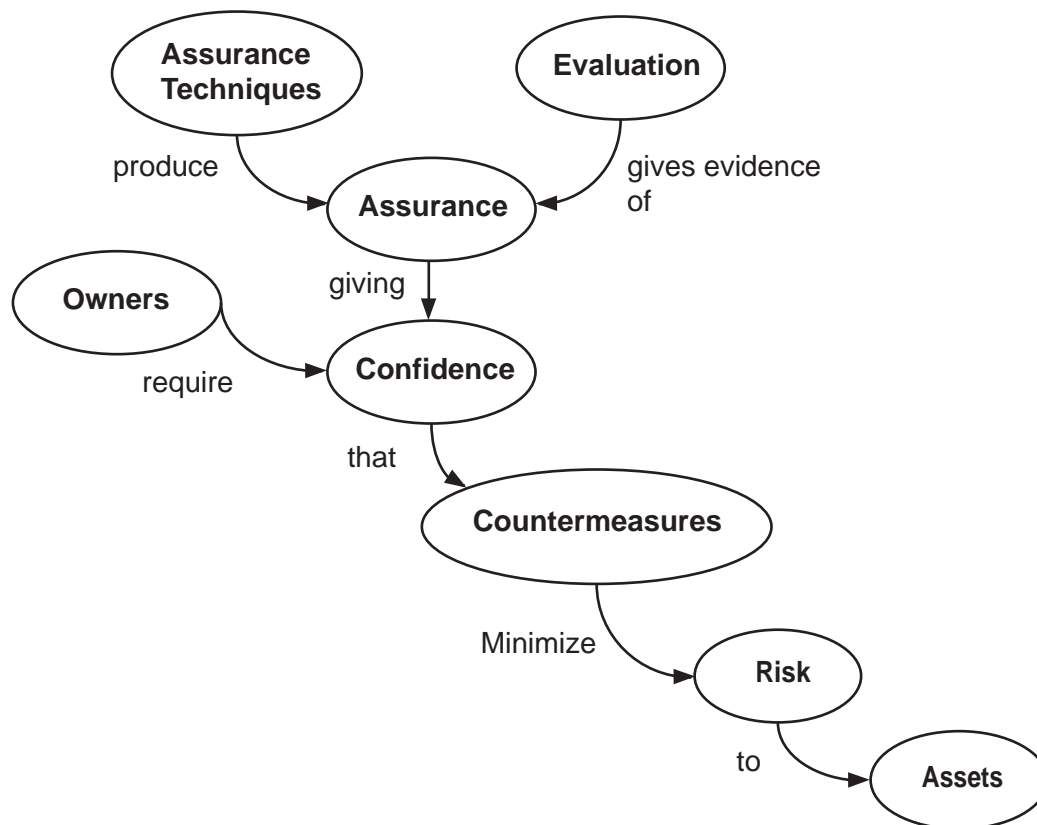 Assurance
Techniques
Evaluation
produce
gives evidence
of
Assurance
giving
Owners
Confidence
require
that
Countermeasures
Minimize
Risk
to
Assets